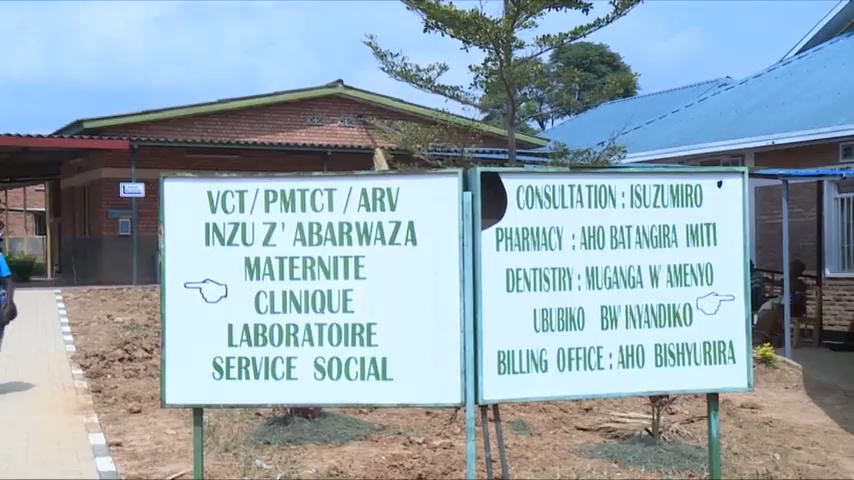 VCT/PMTCT/ARV
INZU Z'ABARWAZA
MATERNITE
CLINIQUE
LABORATOIRE
SERVICE SOCIAL
CONSULTATION : ISUZUMIRO
PHARMACY : AHO BATANGIRA IMITI
DENTISTRY : MUGANGA W'AMENYO
UBUBIKO BW'INYANDIKO
BILLING OFFICE : AHO BISHYURIRA